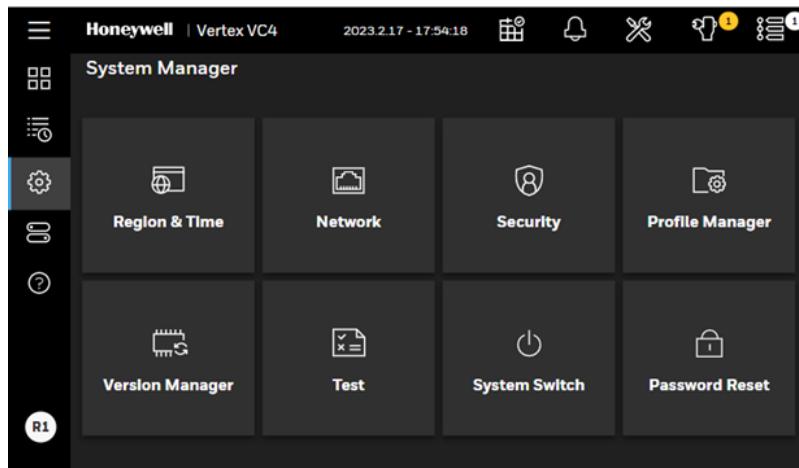 Honeywell | Vertex VC4 2023.2.17 - 17:54:18 1 1
System Manager
Region & Time Network Security Profile Manager
Version Manager Test System Switch Password Reset
R1